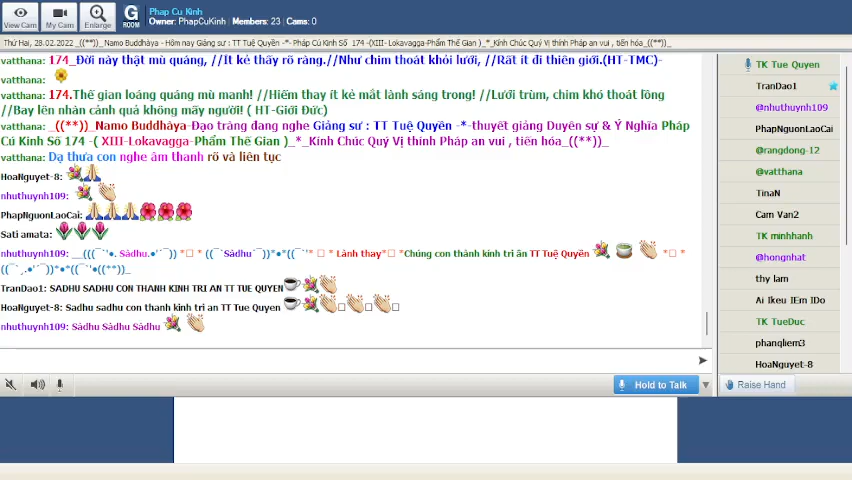 Phap Cu Kinh
Owner: PhapCuKinh | Members: 23 | Cams: 0
View Cam
My Cam
Enlarge
G
ROOM
Thứ Hai, 28.02.2022 _((**))_Namo Buddhàya - Hôm nay Giảng sư : TT Tuệ Quyền -*- Pháp Cú Kinh Số 174 -(XIII- Lokavagga-Phẩm Thế Gian )_*_Kính Chúc Quý Vị thính Pháp an vui , tiến hóa_((**))_
vatthana: 174_Đời này thật mù quáng, //Ít kẻ thấy rõ ràng.//Như chim thoát khỏi lưới, //Rất ít đi thiên giới.(HT-TMC)-
vatthana:
vatthana: 174.Thế gian loáng quáng mù manh! //Hiếm thay ít kẻ mắt lành sáng trong! //Lưới trùm, chim khó thoát lồng
//Bay lên nhàn cảnh quả không mấy người! ( HT-Giới Đức)
vatthana: _((**))_Namo Buddhàya-Đạo tràng đang nghe Giảng sư : TT Tuệ Quyền -*-thuyết giảng Duyên sự & Ý Nghĩa Pháp
Cú Kinh Số 174 -( XIII-Lokavagga-Phẩm Thế Gian )_*_Kính Chúc Quý Vị thính Pháp an vui , tiến hóa_((**))_
vatthana: Dạ thưa con nghe âm thanh rõ và liên tục
HoaNguyet-8:
nhuthuynh109:
PhapNguonLaoCai:
Sati amata:
nhuthuynh109: Sàdhu. Sàdhu Lành thay Chúng con thành kính tri ân TT Tuệ Quyền
TranDao1: SADHU SADHU CON THANH KINH TRI AN TT TUE QUYEN
HoaNguyet-8: Sadhu sadhu con thanh kinh tri an TT Tue Quyen
nhuthuynh109: Sàdhu Sàdhu Sàdhu
Hold to Talk
TK Tue Quyen
TranDao1
@nhuthuynh109
PhapNguonLaoCai
@rangdong-12
@vatthana
TinaN
Cam Van2
TK minhhanh
@hongnhat
thy lam
Ai Ikeu IEm IDo
TK TueDuc
phanqliem3
HoaNguyet-8
Raise Hand